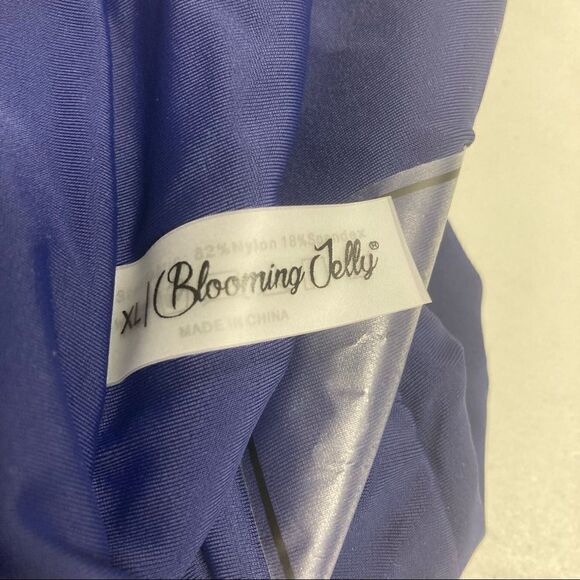 82% Nylon 18% Spandex
XL/ Blooming Jelly®
MADE IN CHINA